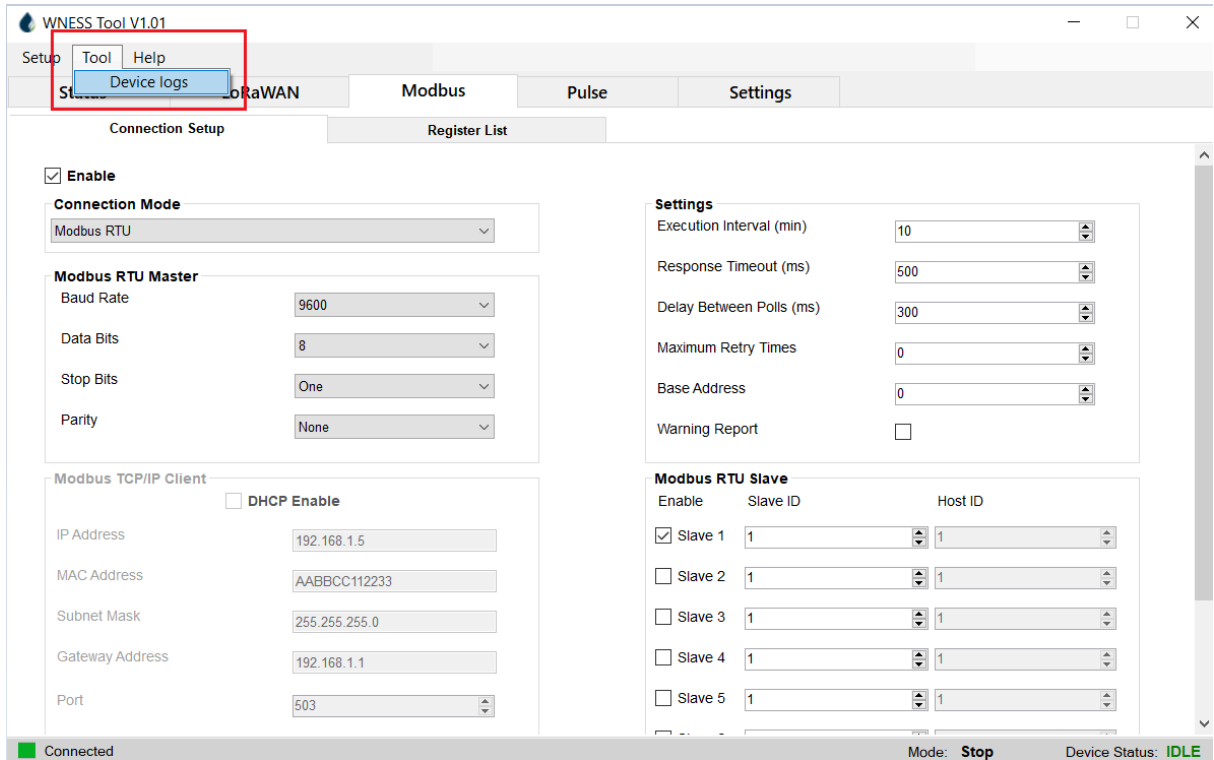 WNESS Tool V1.01
Setup Tool Help
Device logs
Status LoRaWAN Modbus Pulse Settings
Connection Setup Register List
Enable
Connection Mode
Modbus RTU
Modbus RTU Master
Baud Rate 9600
Data Bits 8
Stop Bits One
Parity None
Modbus TCP/IP Client
DHCP Enable
IP Address 192.168.1.5
MAC Address AABBCC112233
Subnet Mask 255.255.255.0
Gateway Address 192.168.1.1
Port 503
Settings
Execution Interval (min) 10
Response Timeout (ms) 500
Delay Between Polls (ms) 300
Maximum Retry Times 0
Base Address 0
Warning Report
Modbus RTU Slave
Enable Slave ID Host ID
Slave 1 1 1
Slave 2 1 1
Slave 3 1 1
Slave 4 1 1
Slave 5 1 1
Connected Mode: Stop Device Status: IDLE